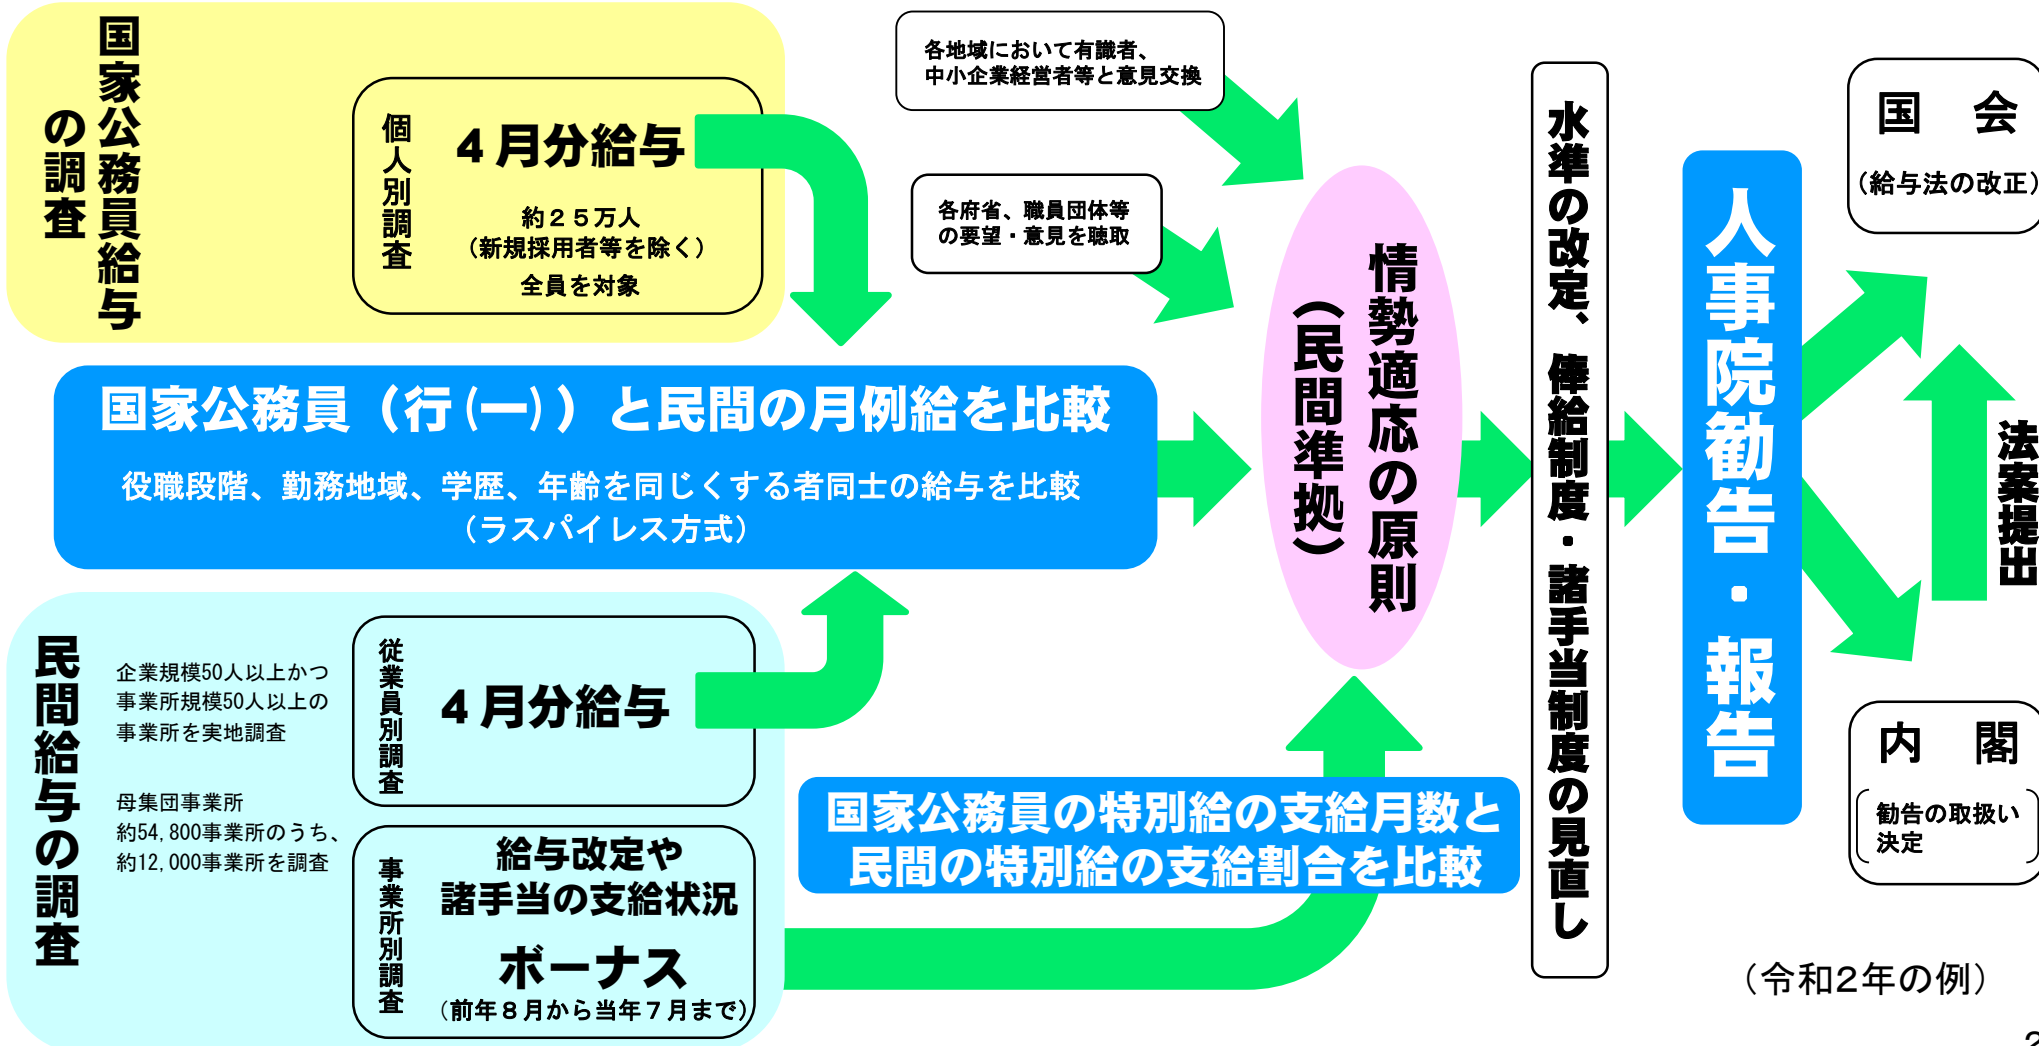 国家公務員給与
の調査
個人別調査
４月分給与
約２５万人
（新規採用者等を除く）
全員を対象
各地域において有識者、
中小企業経営者等と意見交換
各府省、職員団体等
の要望・意見を聴取
国家公務員（行(一)）と民間の月例給を比較
役職段階、勤務地域、学歴、年齢を同じくする者同士の給与を比較
（ラスパイレス方式）
民間給与の調査
企業規模50人以上かつ
事業所規模50人以上の
事業所を実地調査
母集団事業所
約54,800事業所のうち、
約12,000事業所を調査
従業員別調査
４月分給与
事業所別調査
給与改定や
諸手当の支給状況
ボーナス
（前年８月から当年７月まで）
国家公務員の特別給の支給月数と
民間の特別給の支給割合を比較
情勢適応の原則
（民間準拠）
水準の改定、俸給制度・諸手当制度の見直し
人事院勧告・報告
国　会
（給与法の改正）
法案提出
内　閣
勧告の取扱い
決定
（令和2年の例）